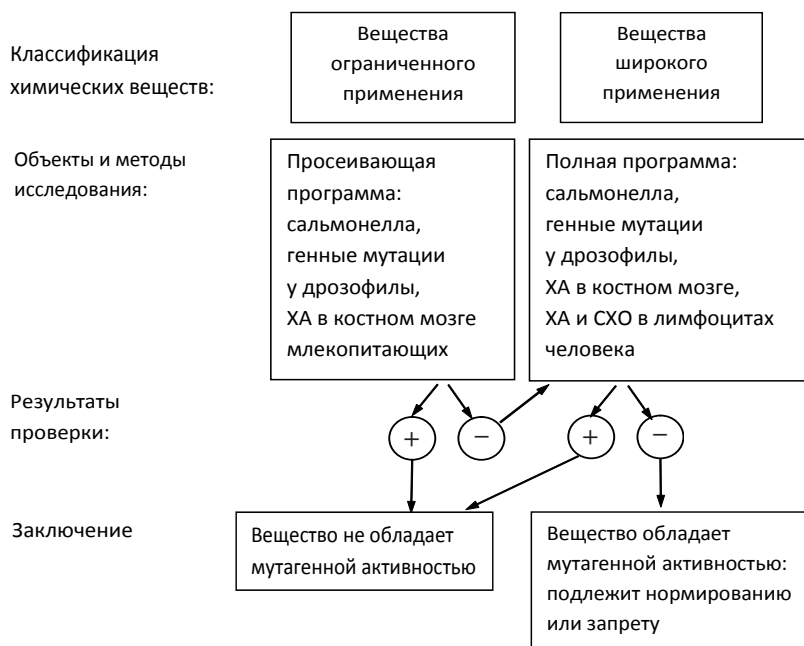 Классификация
химических веществ:
Вещества
ограниченного
применения
Вещества
широкого
применения
Объекты и методы
исследования:
Просеивающая
программа:
сальмонелла,
генные мутации
у дрозофилы,
ХА в костном мозге
млекопитающих
Полная программа:
сальмонелла,
генные мутации
у дрозофилы,
ХА в костном мозге,
ХА и СХО в лимфоцитах
человека
Результаты
проверки:
+
−
+
−
Заключение
Вещество не обладает
мутагенной активностью
Вещество обладает
мутагенной активностью:
подлежит нормированию
или запрету